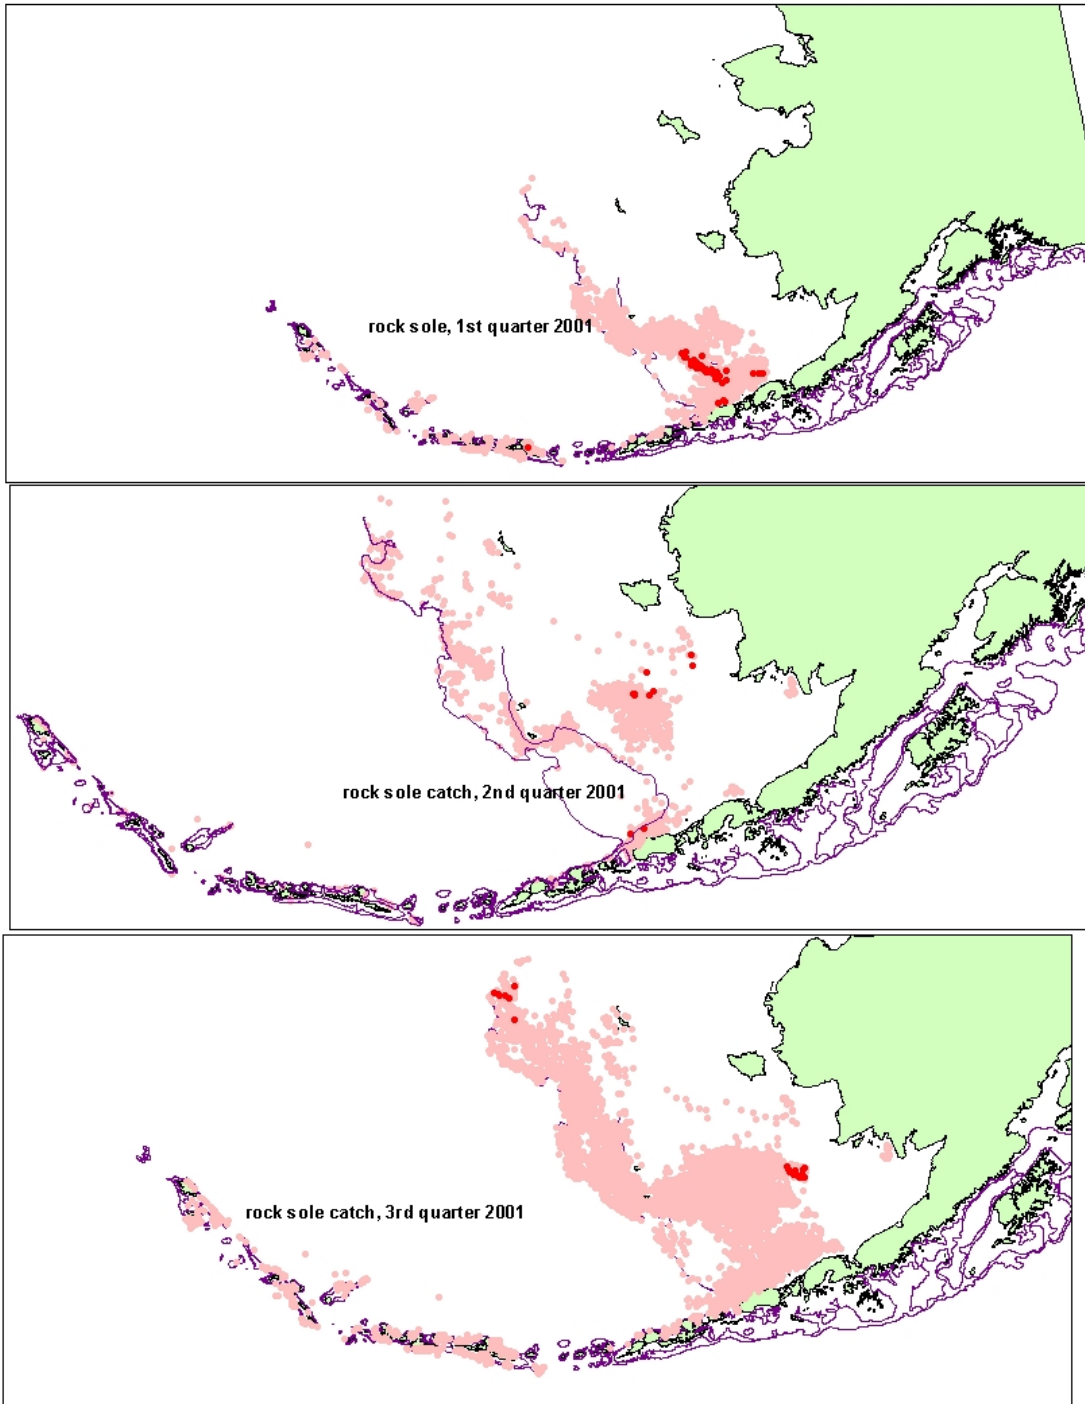 rock sole, 1st quarter 2001
rock sole catch, 2nd quarter 2001
rock sole catch, 3rd quarter 2001